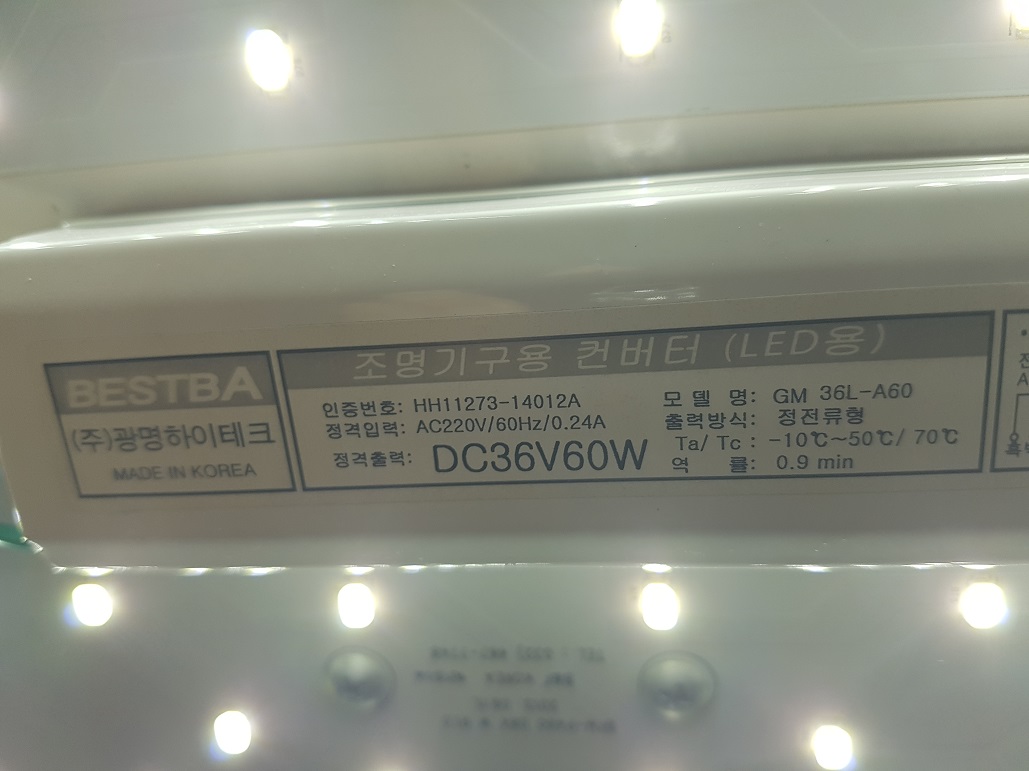 BESTBA
(주)광명하이테크
MADE IN KOREA
조명기구용 컨버터 (LED용)
인증번호: HH11273-14012A
정격입력: AC220V/60Hz/0.24A
정격출력: DC36V60W
모 델 명: GM 36L-A60
출력방식: 정전류형
Ta/ Tc : -10℃~50℃/ 70℃
역 률: 0.9 min